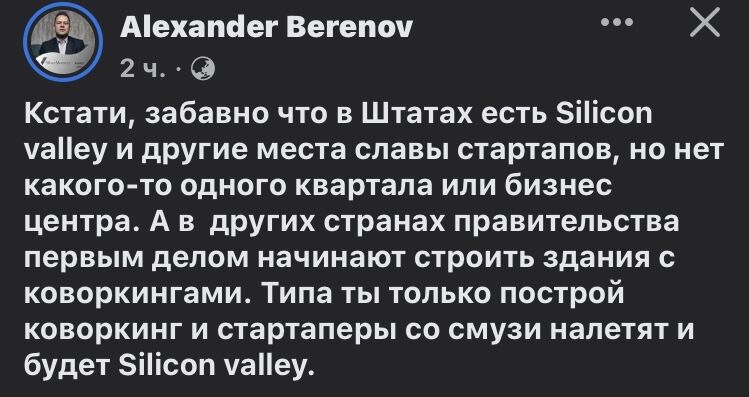 Alexander Berenov
2 ч.
Кстати, забавно что в Штатах есть Silicon
valley и другие места славы стартапов, но нет
какого-то одного квартала или бизнес
центра. А в  других странах правительства
первым делом начинают строить здания с
коворкингами. Типа ты только построй
коворкинг и стартаперы со смузи налетят и
будет Silicon valley.